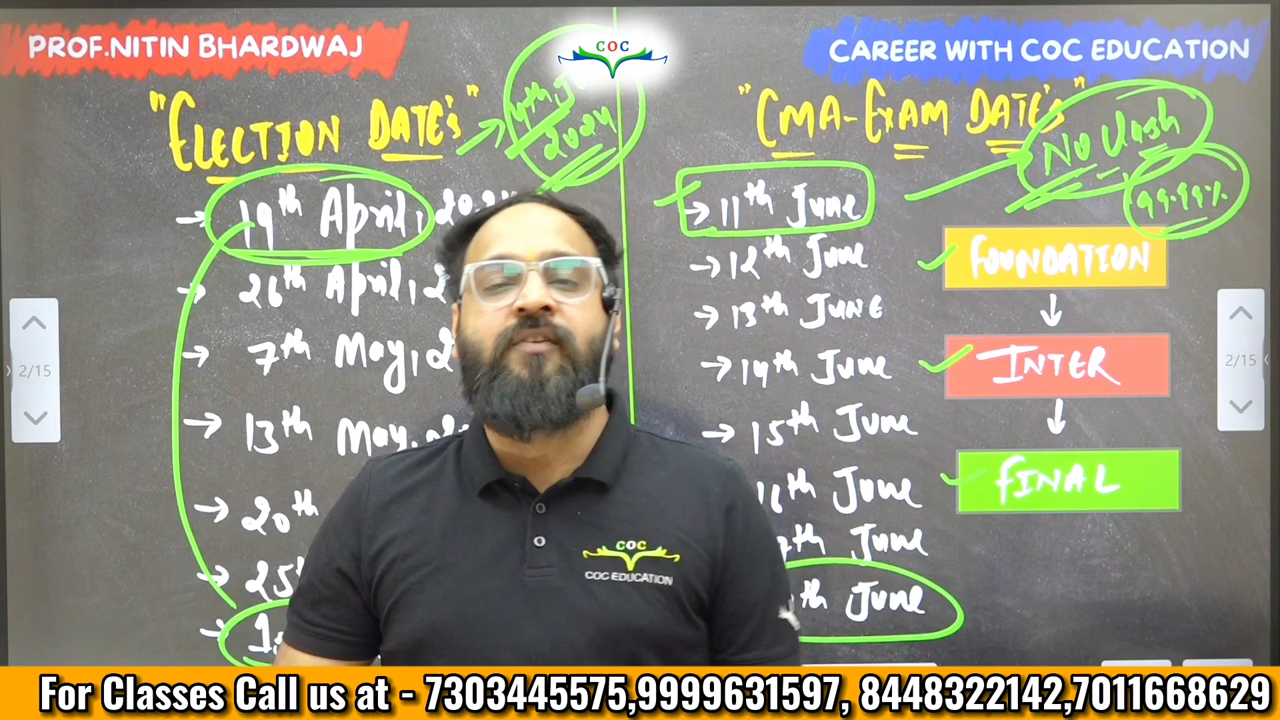 PROF.NITIN BHARDWAJ
COC
CAREER WITH COC EDUCATION
"ELECTION DATE's"
2024
"CMA-EXAM DATE's"
No Clash
99.99%
→ 19th April,
→ 26th April,
→ 7th May,
→ 13th May,
→ 20th
→
→
→ 11th June
→ 12th June
→ 13th JUNE
→ 14th June
→ 15th June
16th June
th June
th June
FOUNDATION
↓
INTER
↓
FINAL
2/15
2/15
COC
COC EDUCATION
For Classes Call us at - 7303445575,9999631597, 8448322142,7011668629